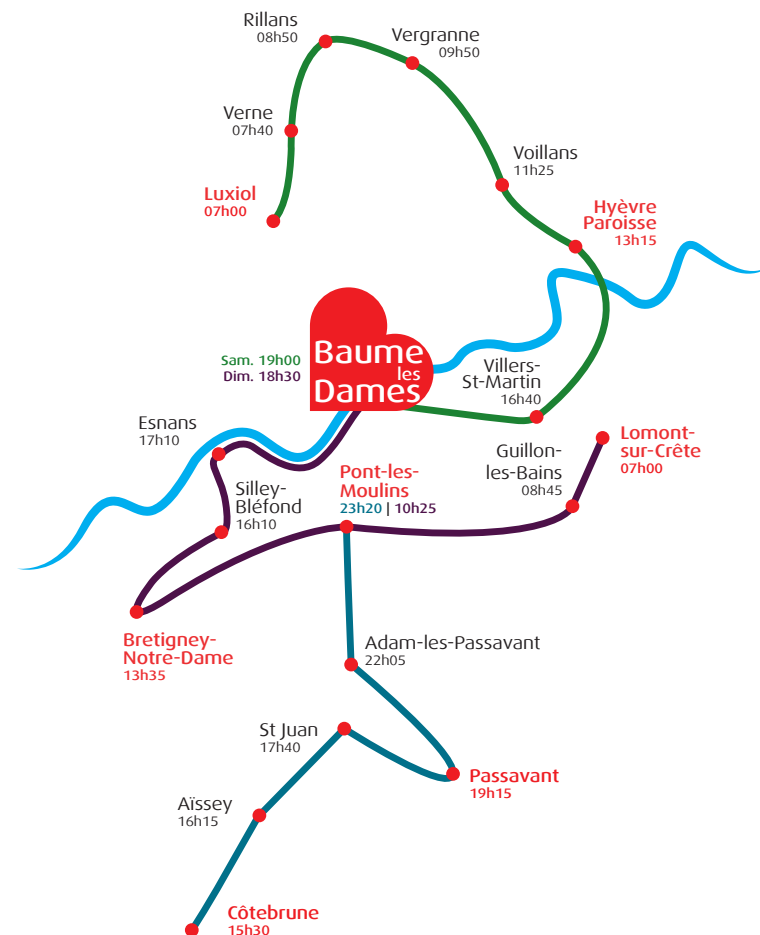 Rillans
08h50
Vergranne
09h50
Verne
07h40
Voillans
11h25
Luxiol
07h00
Hyèvre
Paroisse
13h15
Baume
les
Dames
Sam. 19h00
Dim. 18h30
Villers-
St-Martin
16h40
Esnans
17h10
Lomont-
sur-Crête
07h00
Guillon-
les-Bains
08h45
Pont-les-
Moulins
23h20 | 10h25
Silley-
Bléfond
16h10
Bretigney-
Notre-Dame
13h35
Adam-les-Passavant
22h05
St Juan
17h40
Passavant
19h15
Aïssey
16h15
Côtebrune
15h30